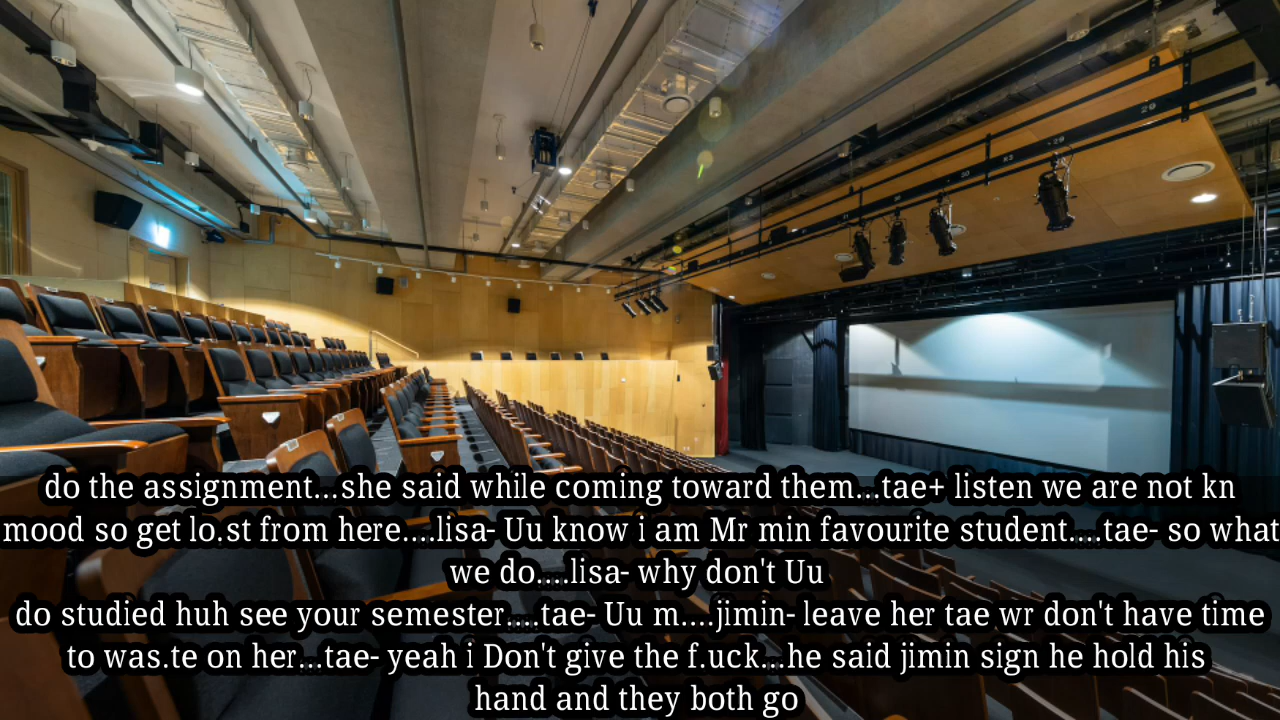 do the assignment...she said while coming toward them...tae+ listen we are not kn
mood so get lo.st from here....lisa- Uu know i am Mr min favourite student....tae- so what
we do....lisa- why don't Uu
do studied huh see your semester....tae- Uu m....jimin- leave her tae wr don't have time
to was.te on her...tae- yeah i Don't give the f.uck...he said jimin sign he hold his
hand and they both go